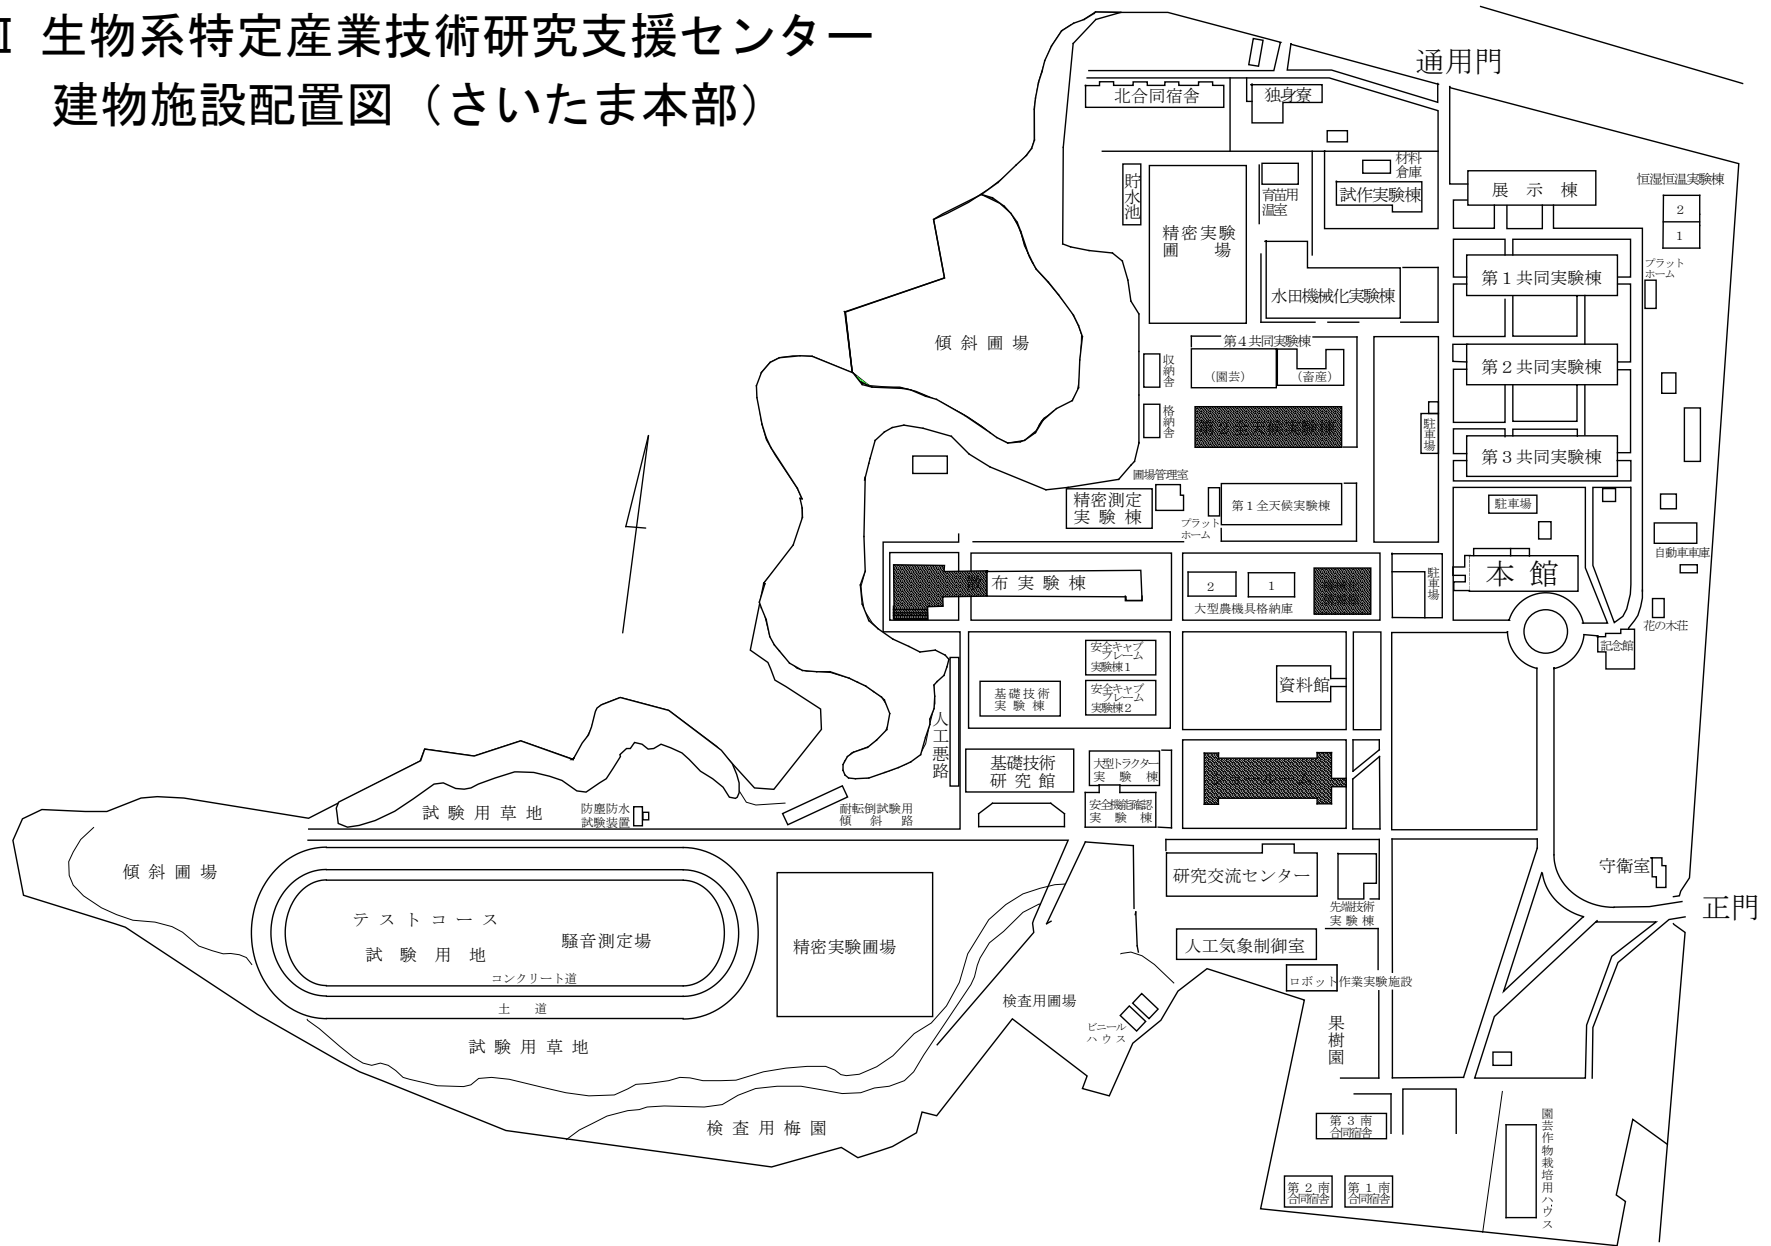 生物系特定産業技術研究支援センター
建物施設配置図（さいたま本部）
通用門
北合同宿舎
独身寮
材料
倉庫
試作実験棟
展示棟
恒湿恒温実験棟
2
1
貯水池
育苗用
温室
精密実験
圃場
プラット
ホーム
第1共同実験棟
水田機械化実験棟
傾斜圃場
第4共同実験棟
(園芸)
(畜産)
収納舎
第2共同実験棟
格納舎
第2全天候実験棟
駐車場
第3共同実験棟
圃場管理室
精密測定
実験棟
プラット
ホーム
第1全天候実験棟
駐車場
自動車車庫
本館
散布実験棟
2
1
大型農機具格納庫
駐車場
花の木荘
記念館
安全キャブ
フレーム
実験棟1
安全キャブ
フレーム
実験棟2
基礎技術
実験棟
資料館
人工悪路
基礎技術
研究館
大型トラクター
実験棟
ショールーム
安全機能確認
実験棟
試験用草地
防塵防水
試験装置
耐転倒試験用
傾斜路
傾斜圃場
研究交流センター
守衛室
正門
先端技術
実験棟
テストコース
試験用地
騒音測定場
精密実験圃場
人工気象制御室
コンクリート道
ロボット作業実験施設
土道
検査用圃場
ビニール
ハウス
果樹園
試験用草地
検査用梅園
第3南
合同宿舎
園芸作物栽培用ハウス
第2南
合同宿舎
第1南
合同宿舎